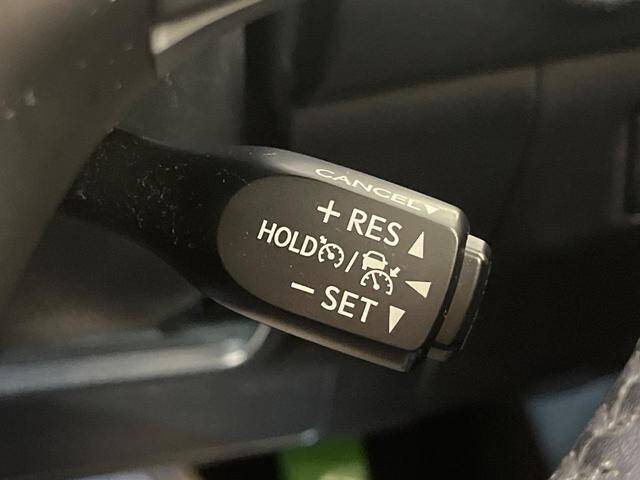 CANCEL▼
+ RES ▲
HOLD / ◀
− SET ▼